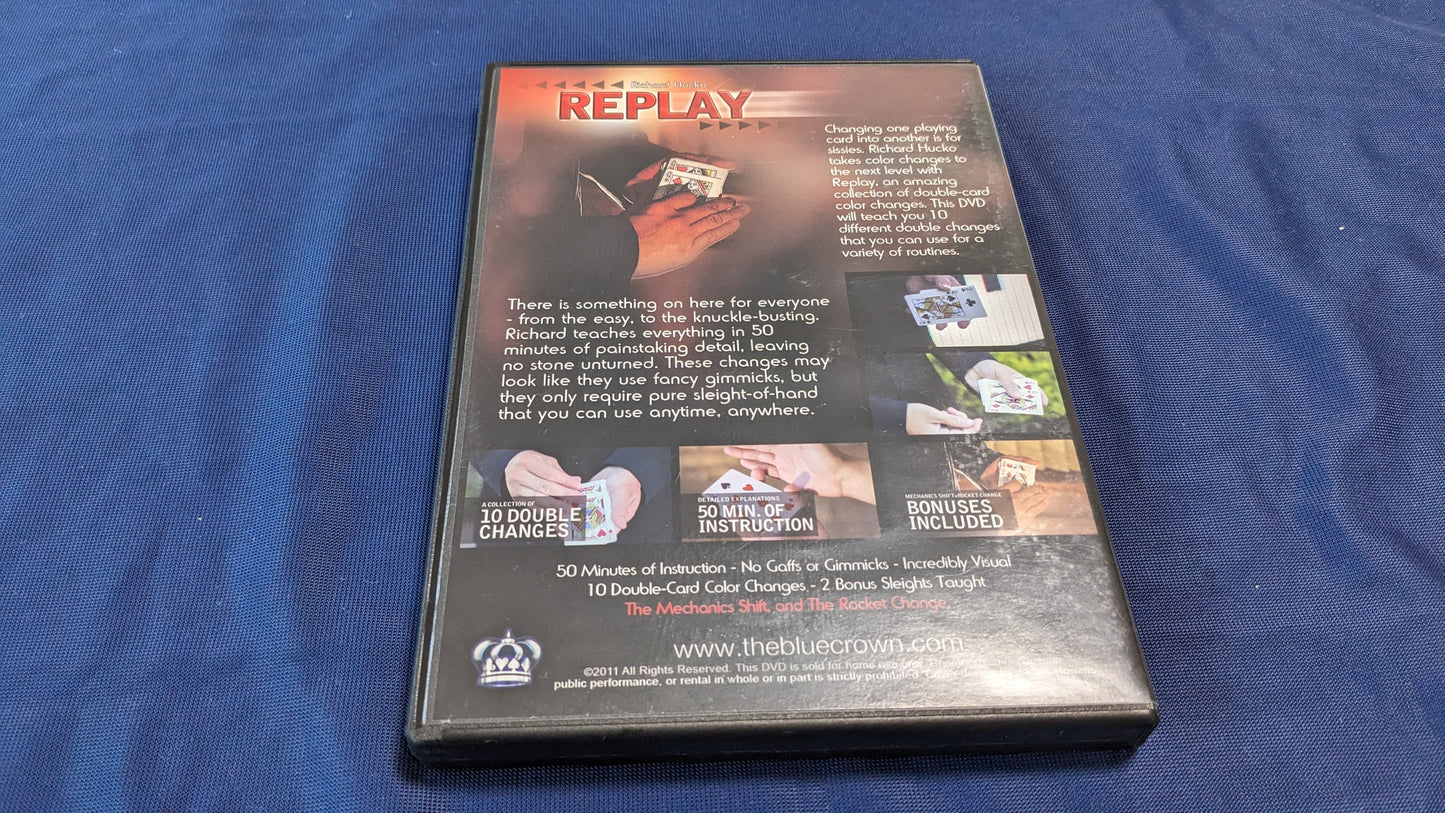 Richard Hucko
REPLAY
Changing one playing
card into another is for
sissies. Richard Hucko
takes color changes to
the next level with
Replay, an amazing
collection of double-card
color changes. This DVD
will teach you 10
different double changes
that you can use for a
variety of routines.
There is something on here for everyone
- from the easy, to the knuckle-busting.
Richard teaches everything in 50
minutes of painstaking detail, leaving
no stone unturned. These changes may
look like they use fancy gimmicks, but
they only require pure sleight-of-hand
that you can use anytime, anywhere.
A COLLECTION OF
10 DOUBLE
CHANGES
DETAILED EXPLANATIONS
50 MIN. OF
INSTRUCTION
MECHANICS SHIFT+ROCKET CHANGE
BONUSES
INCLUDED
50 Minutes of Instruction - No Gaffs or Gimmicks - Incredibly Visual
10 Double-Card Color Changes - 2 Bonus Sleights Taught
The Mechanics Shift, and The Rocket Change.
www.thebluecrown.com
©2011 All Rights Reserved. This DVD is sold for home use only.
public performance, or rental in whole or in part is strictly prohibited.